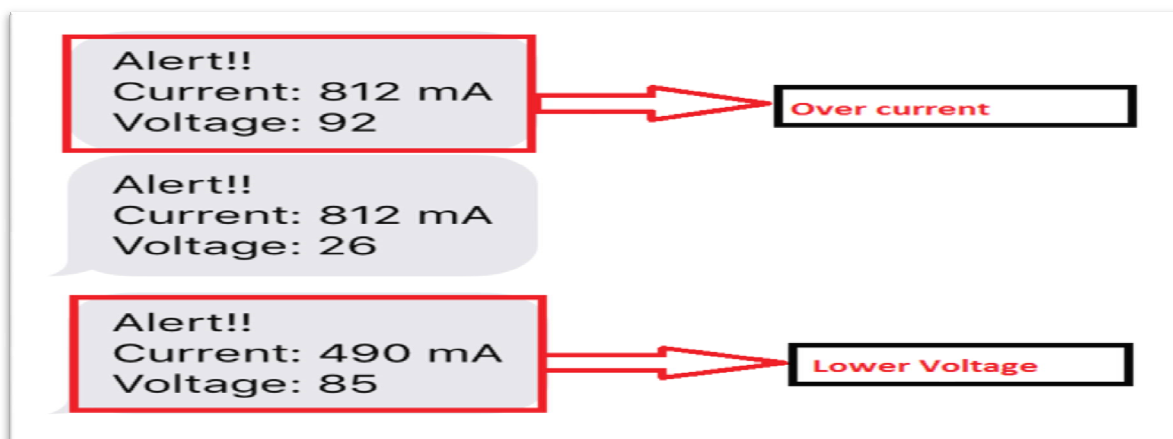 Alert!!
Current: 812 mA
Voltage: 92
Over current
Alert!!
Current: 812 mA
Voltage: 26
Alert!!
Current: 490 mA
Voltage: 85
Lower Voltage